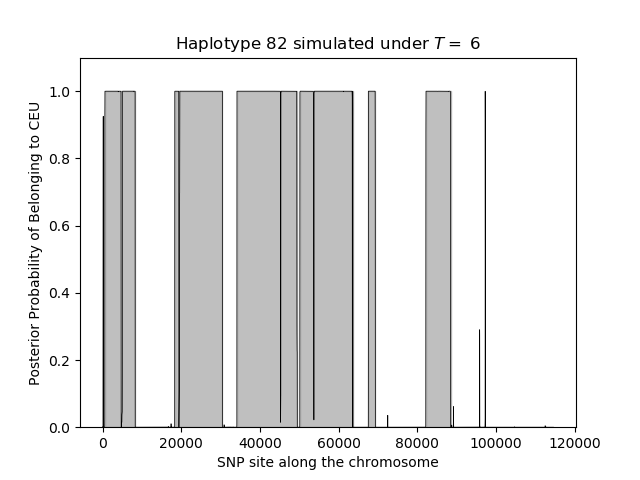 Haplotype 82 simulated under T = 6
Posterior Probability of Belonging to CEU
1.0
0.8
0.6
0.4
0.2
0.0
0 20000 40000 60000 80000 100000 120000
SNP site along the chromosome